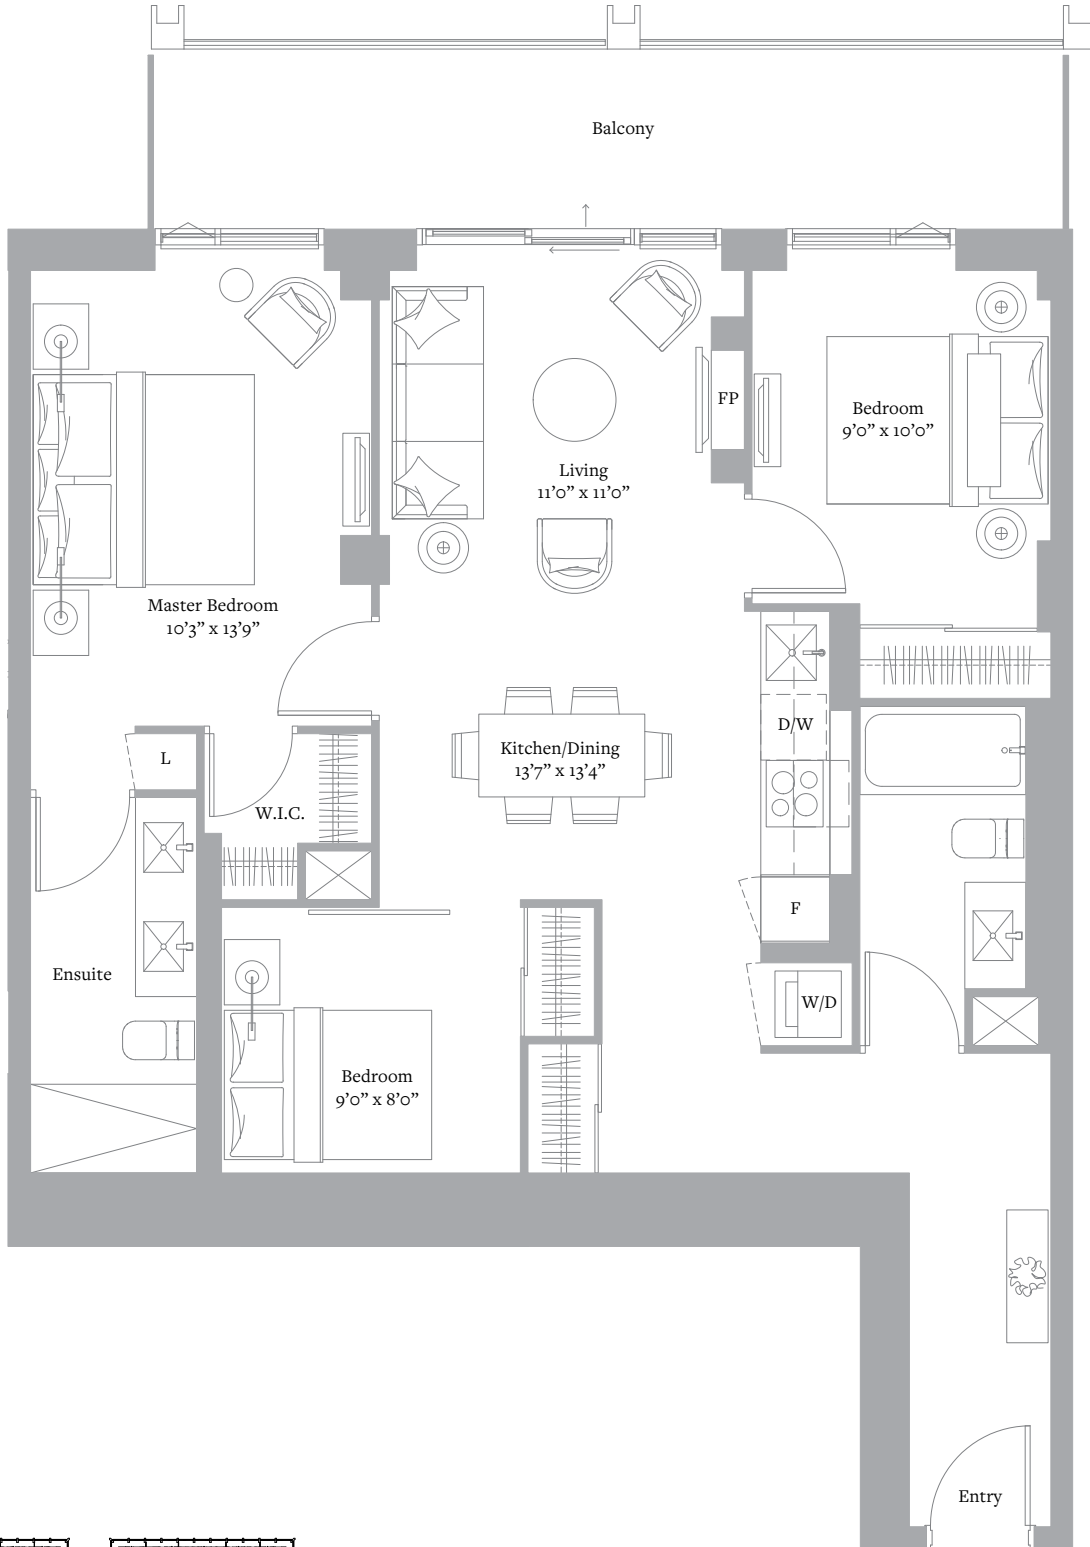 Balcony
FP
Bedroom
9’0” x 10’0”
Living
11’0” x 11’0”
Master Bedroom
10’3” x 13’9”
D/W
L
Kitchen/Dining
13’7” x 13’4”
W.I.C.
F
Ensuite
W/D
Bedroom
9’0” x 8’0”
Entry